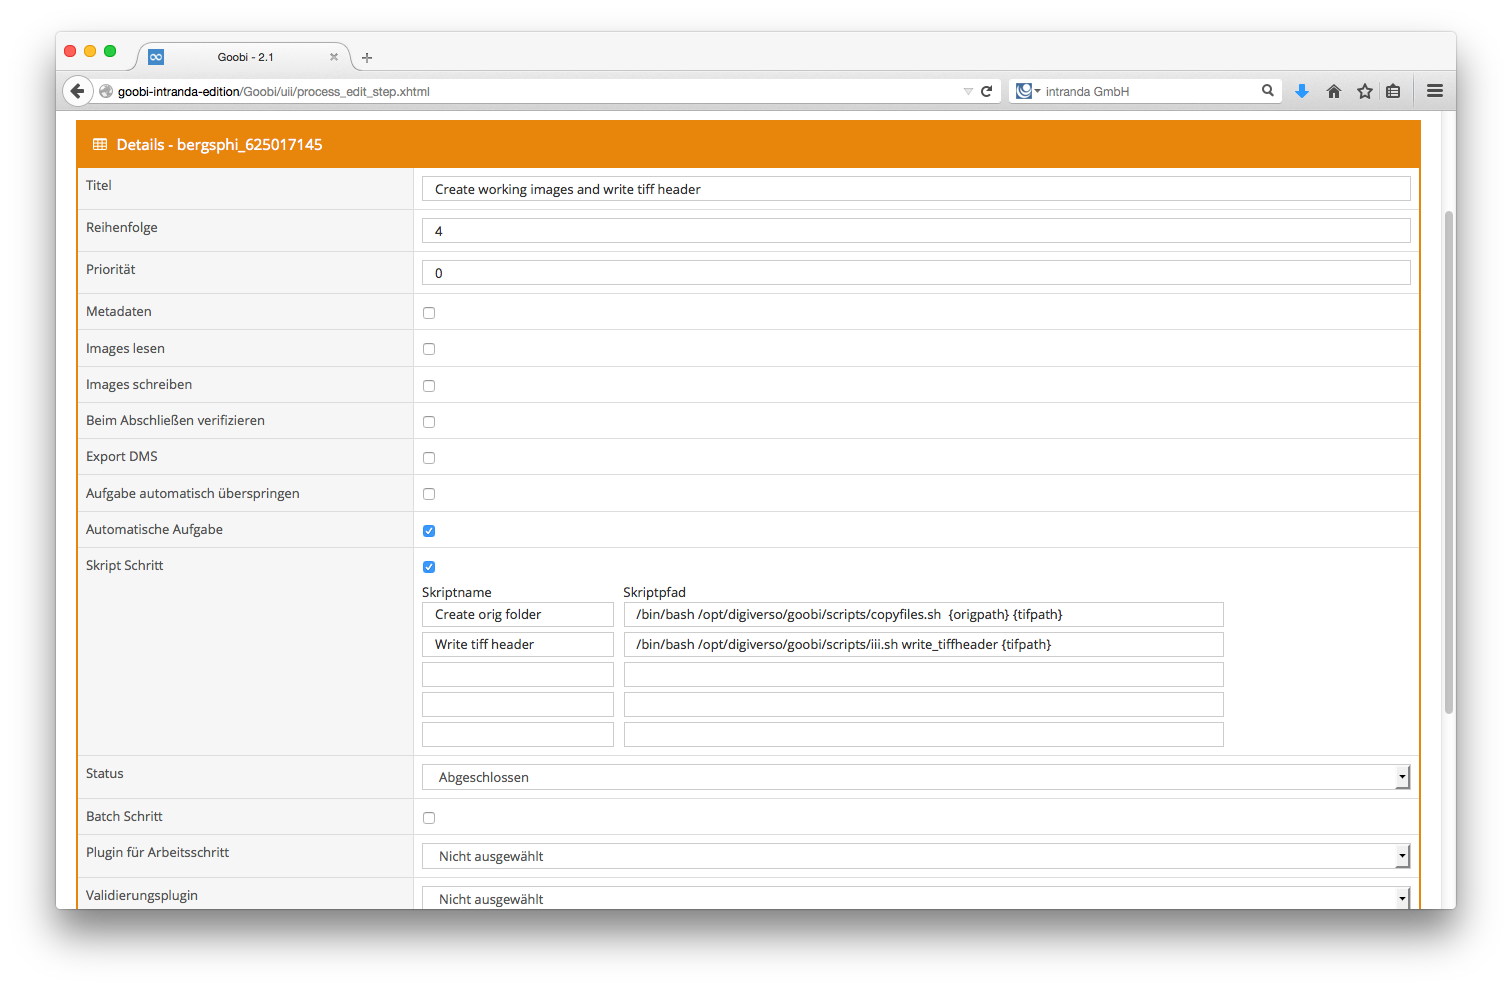 Goobi - 2.1
goobi-intranda-edition/Goobi/uii/process_edit_step.xhtml
intranda GmbH
Details - bergsphi_625017145
Titel
Create working images and write tiff header
Reihenfolge
4
Priorität
0
Metadaten
Images lesen
Images schreiben
Beim Abschließen verifizieren
Export DMS
Aufgabe automatisch überspringen
Automatische Aufgabe
Skript Schritt
Skriptname Skriptpfad
Create orig folder /bin/bash /opt/digiverso/goobi/scripts/copyfiles.sh  {origpath} {tifpath}
Write tiff header /bin/bash /opt/digiverso/goobi/scripts/iii.sh write_tiffheader {tifpath}
Status
Abgeschlossen
Batch Schritt
Plugin für Arbeitsschritt
Nicht ausgewählt
Validierungsplugin
Nicht ausgewählt